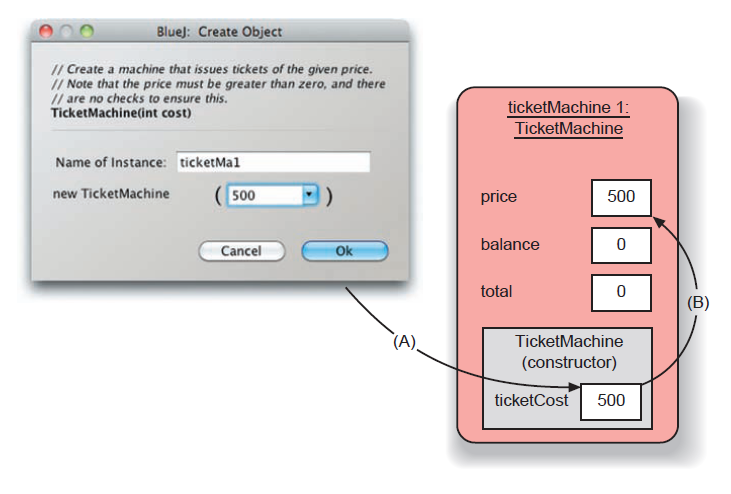 BlueJ: Create Object
// Create a machine that issues tickets of the given price.
// Note that the price must be greater than zero, and there
// are no checks to ensure this.
TicketMachine(int cost)
Name of Instance: ticketMa1
new TicketMachine ( 500 )
Cancel Ok
(A)
ticketMachine 1:
TicketMachine
price 500
balance 0
total 0
(B)
TicketMachine
(constructor)
ticketCost 500